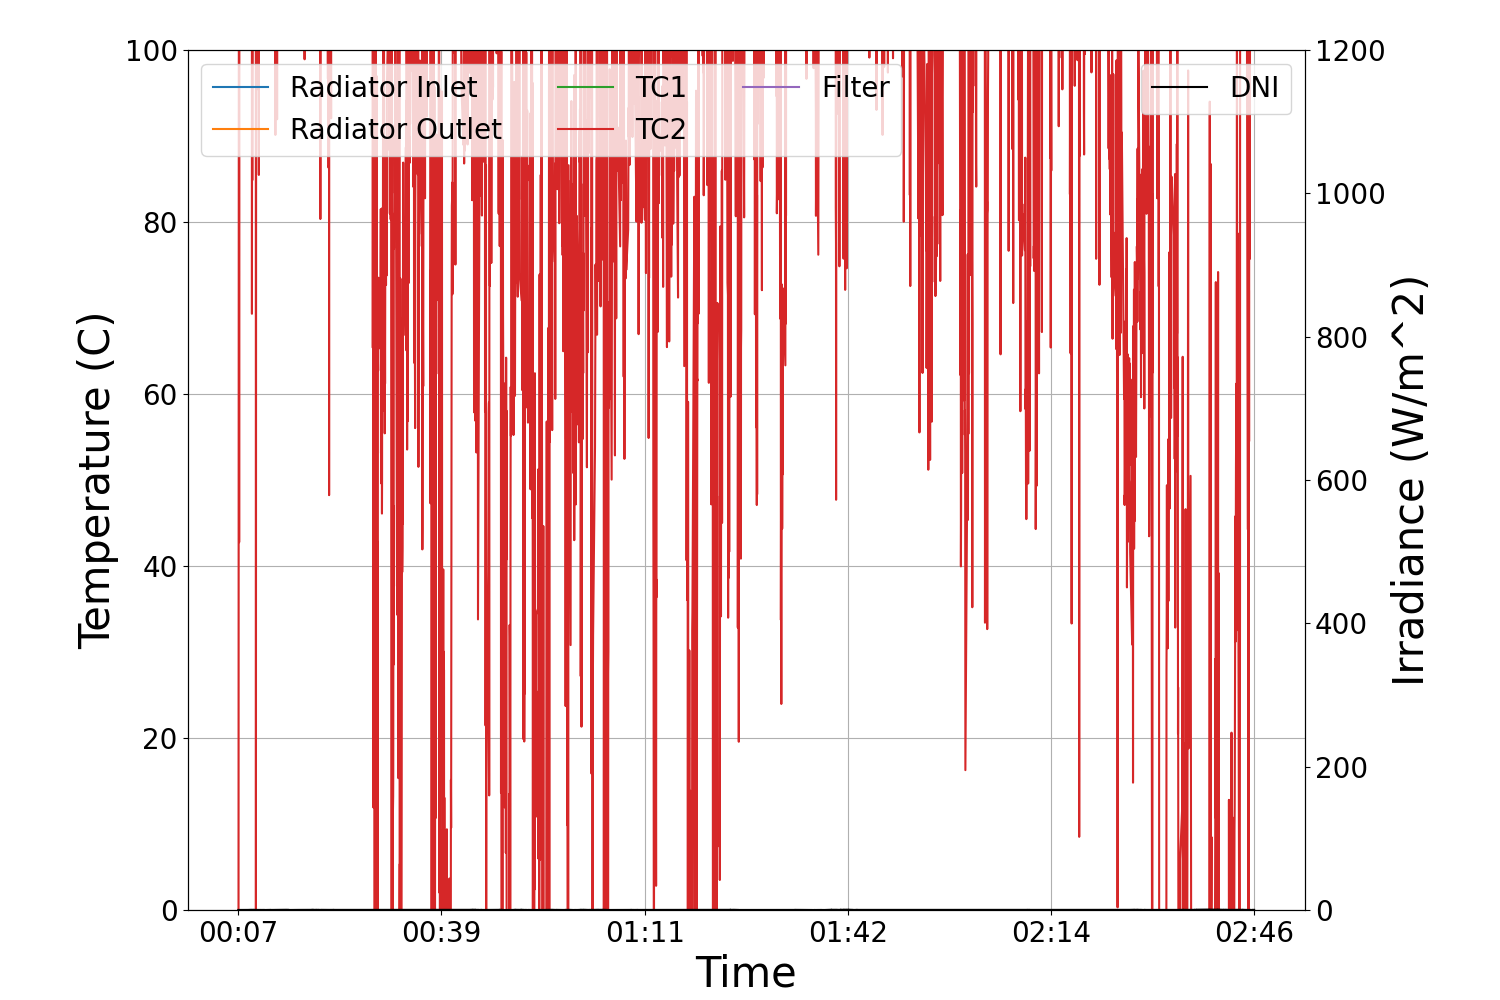 100
80
60
40
20
0
Temperature (C)
Radiator Inlet
Radiator Outlet
TC1
TC2
Filter
DNI
1200
1000
800
600
400
200
0
Irradiance (W/m^2)
00:07
00:39
01:11
01:42
02:14
02:46
Time